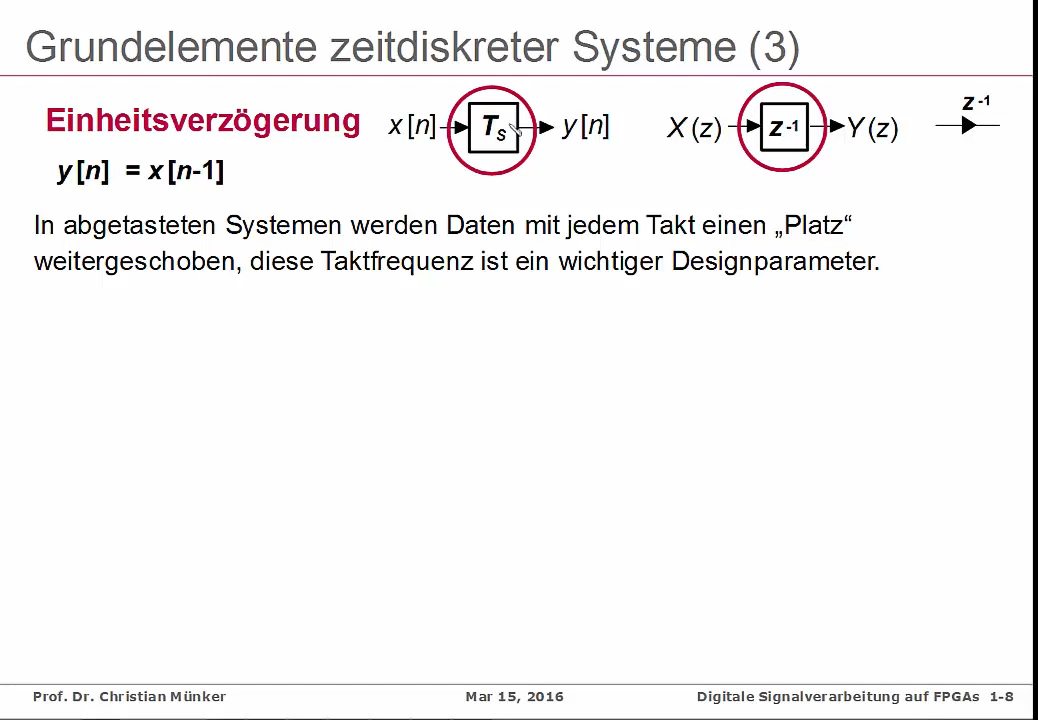 Grundelemente zeitdiskreter Systeme (3)
Einheitsverzögerung x[n] T_S y[n] X(z) z⁻¹ Y(z) z⁻¹
y[n] = x[n-1]
In abgetasteten Systemen werden Daten mit jedem Takt einen „Platz“
weitergeschoben, diese Taktfrequenz ist ein wichtiger Designparameter.
Prof. Dr. Christian Münker Mar 15, 2016 Digitale Signalverarbeitung auf FPGAs 1-8